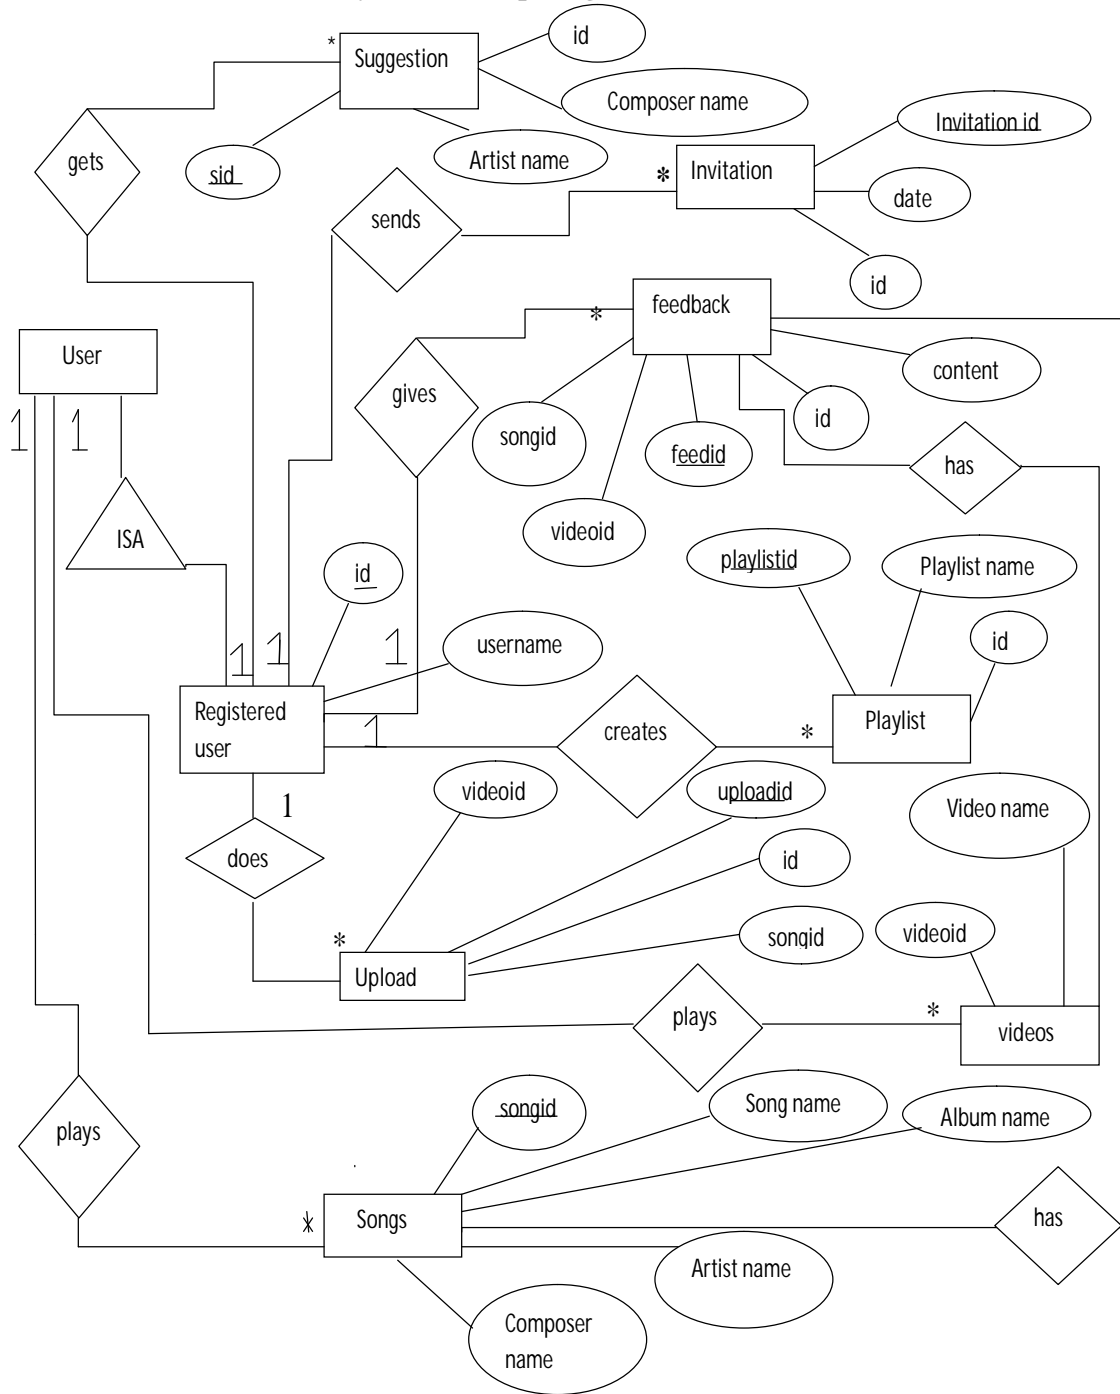 id
*
Suggestion
Composer name
Invitation id
gets
Artist name
sid
*
Invitation
date
sends
id
*
feedback
User
content
gives
1
1
songid
id
feedid
has
videoid
ISA
id
playlistid
Playlist name
1
1
1
username
id
Registered
user
1
creates
*
Playlist
videoid
uploadid
Video name
1
does
id
*
songid
videoid
Upload
plays
*
videos
songid
Song name
Album name
plays
*
Songs
has
Artist name
Composer
name